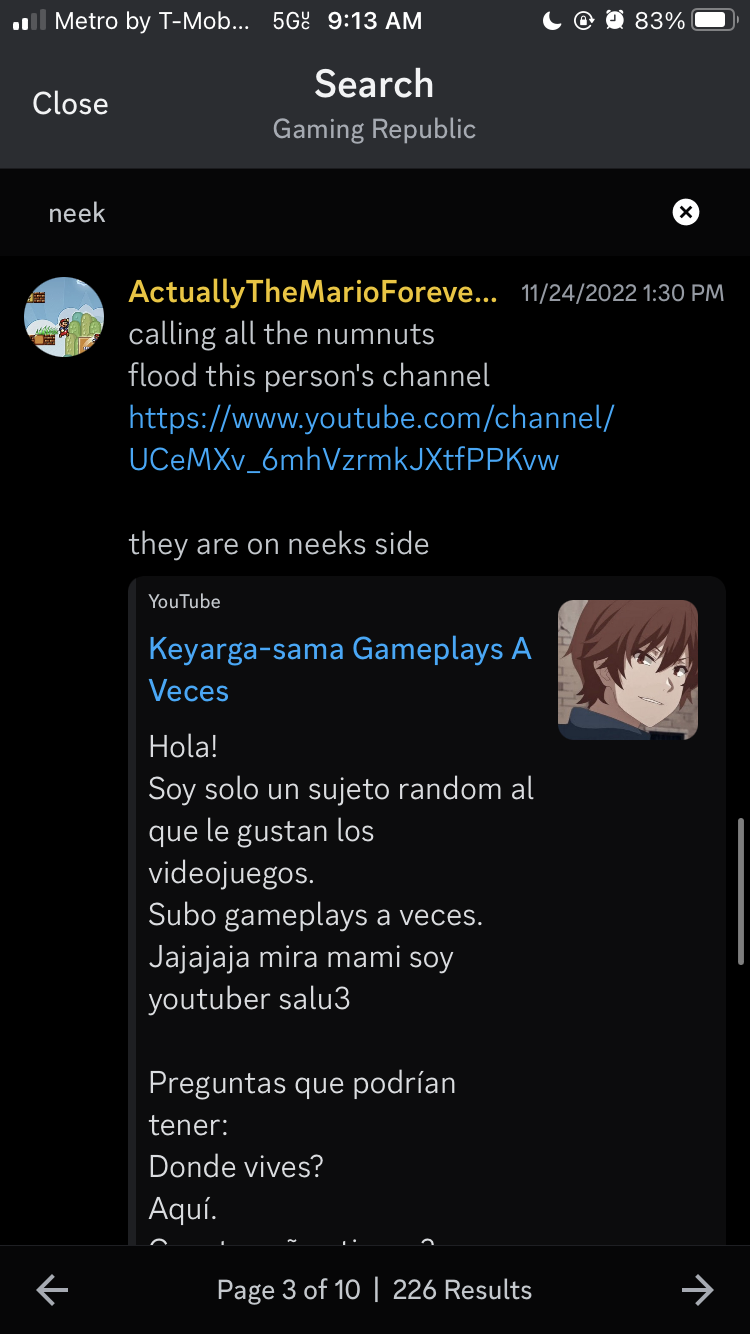 Metro by T-Mob... 5GUC 9:13 AM 83%
Close
Search
Gaming Republic
neek
ActuallyTheMarioForeve... 11/24/2022 1:30 PM
calling all the numnuts
flood this person's channel
https://www.youtube.com/channel/
UCeMXv_6mhVzrmkJXtfPPKvw
they are on neeks side
YouTube
Keyarga-sama Gameplays A
Veces
Hola!
Soy solo un sujeto random al
que le gustan los
videojuegos.
Subo gameplays a veces.
Jajajaja mira mami soy
youtuber salu3
Preguntas que podrían
tener:
Donde vives?
Aquí.
Page 3 of 10 | 226 Results